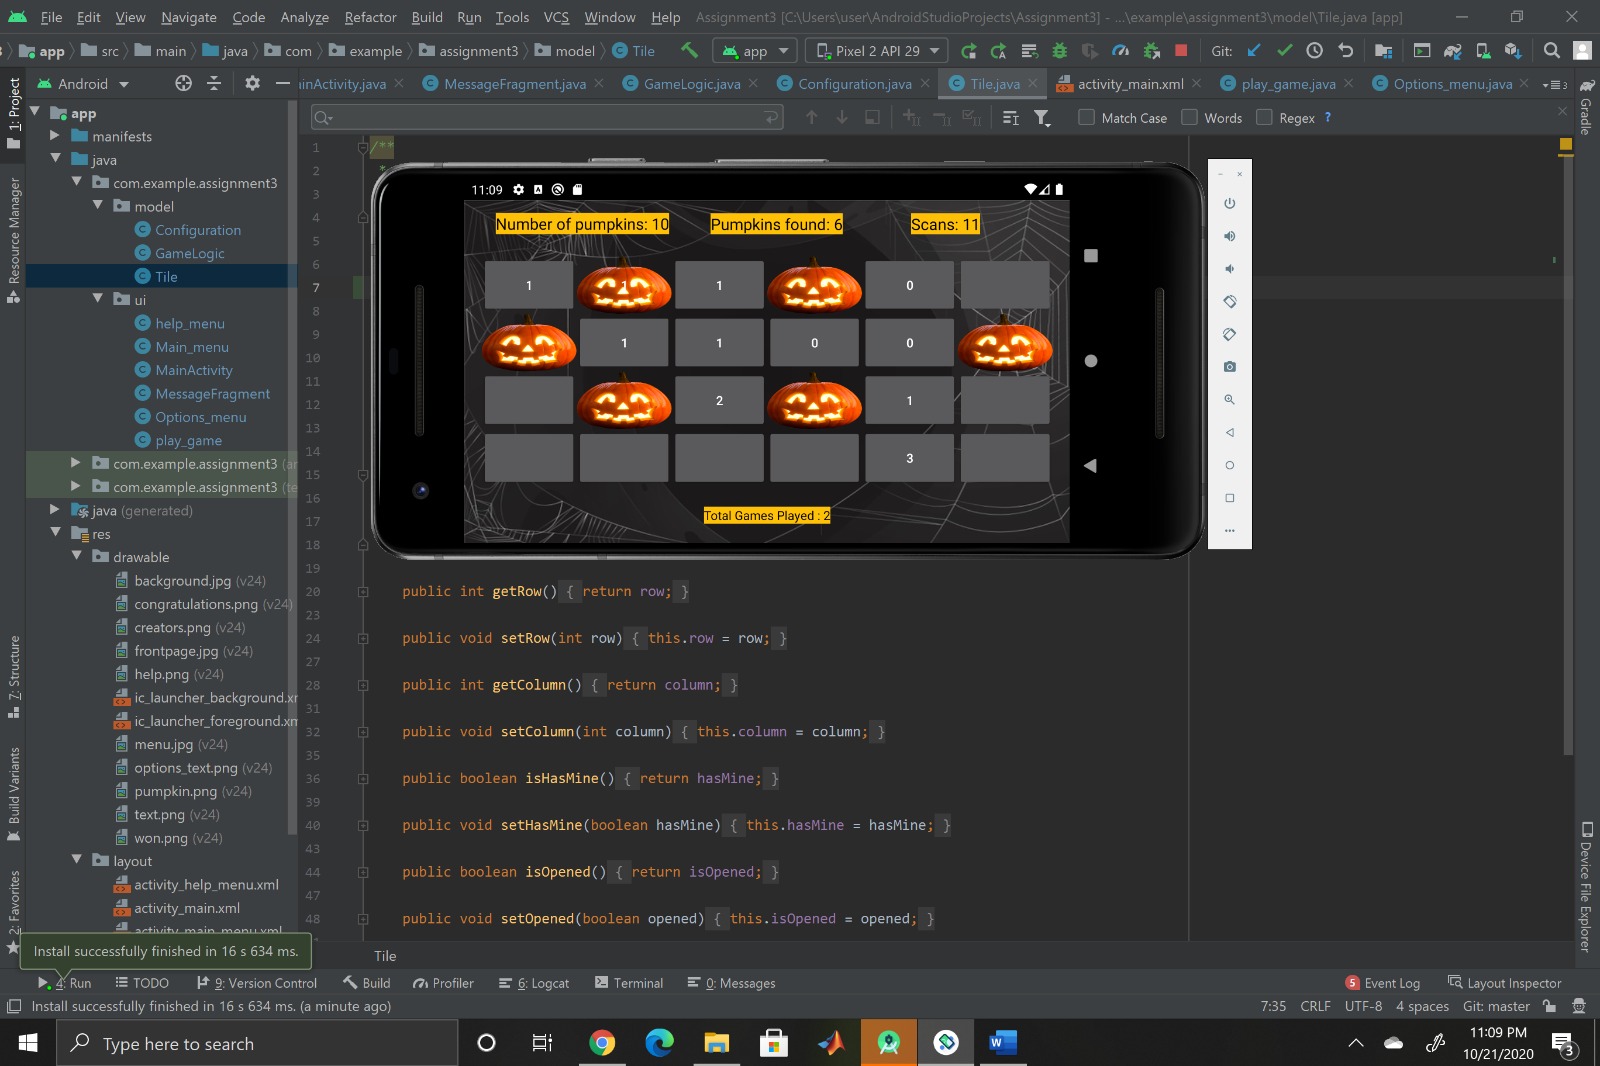 File Edit View Navigate Code Analyze Refactor Build Run Tools VCS Window Help Assignment3 [C:\Users\user\AndroidStudioProjects\Assignment3] - ...\example\assignment3\model\Tile.java [app]
app src main java com example assignment3 model Tile app Pixel 2 API 29 Git:
Android
inActivity.java MessageFragment.java GameLogic.java Configuration.java Tile.java activity_main.xml play_game.java Options_menu.java
Match Case Words Regex ?
1: Project
Resource Manager
Z: Structure
Build Variants
2: Favorites
Gradle
Device File Explorer
app
manifests
java
com.example.assignment3
model
Configuration
GameLogic
Tile
ui
help_menu
Main_menu
MainActivity
MessageFragment
Options_menu
play_game
com.example.assignment3 (ar
com.example.assignment3 (te
java (generated)
res
drawable
background.jpg (v24)
congratulations.png (v24)
creators.png (v24)
frontpage.jpg (v24)
help.png (v24)
ic_launcher_background.xr
ic_launcher_foreground.xm
menu.jpg (v24)
options_text.png (v24)
pumpkin.png (v24)
text.png (v24)
won.png (v24)
layout
activity_help_menu.xml
activity_main.xml
activity_main_menu.xml
11:09
Number of pumpkins: 10 Pumpkins found: 6 Scans: 11
1 1 1 0
1 1 0 0
2 1
3
Total Games Played : 2
1 /**
2 *
3
4
5
6
7
8
9
10
11
12
13
14
15
16
17
18
19
20 public int getRow() { return row; }
23
24 public void setRow(int row) { this.row = row; }
27
28 public int getColumn() { return column; }
31
32 public void setColumn(int column) { this.column = column; }
35
36 public boolean isHasMine() { return hasMine; }
39
40 public void setHasMine(boolean hasMine) { this.hasMine = hasMine; }
43
44 public boolean isOpened() { return isOpened; }
47
48 public void setOpened(boolean opened) { this.isOpened = opened; }
Tile
Install successfully finished in 16 s 634 ms.
4: Run TODO 9: Version Control Build Profiler 6: Logcat Terminal 0: Messages 5 Event Log Layout Inspector
Install successfully finished in 16 s 634 ms. (a minute ago) 7:35 CRLF UTF-8 4 spaces Git: master
Type here to search
11:09 PM
10/21/2020
3